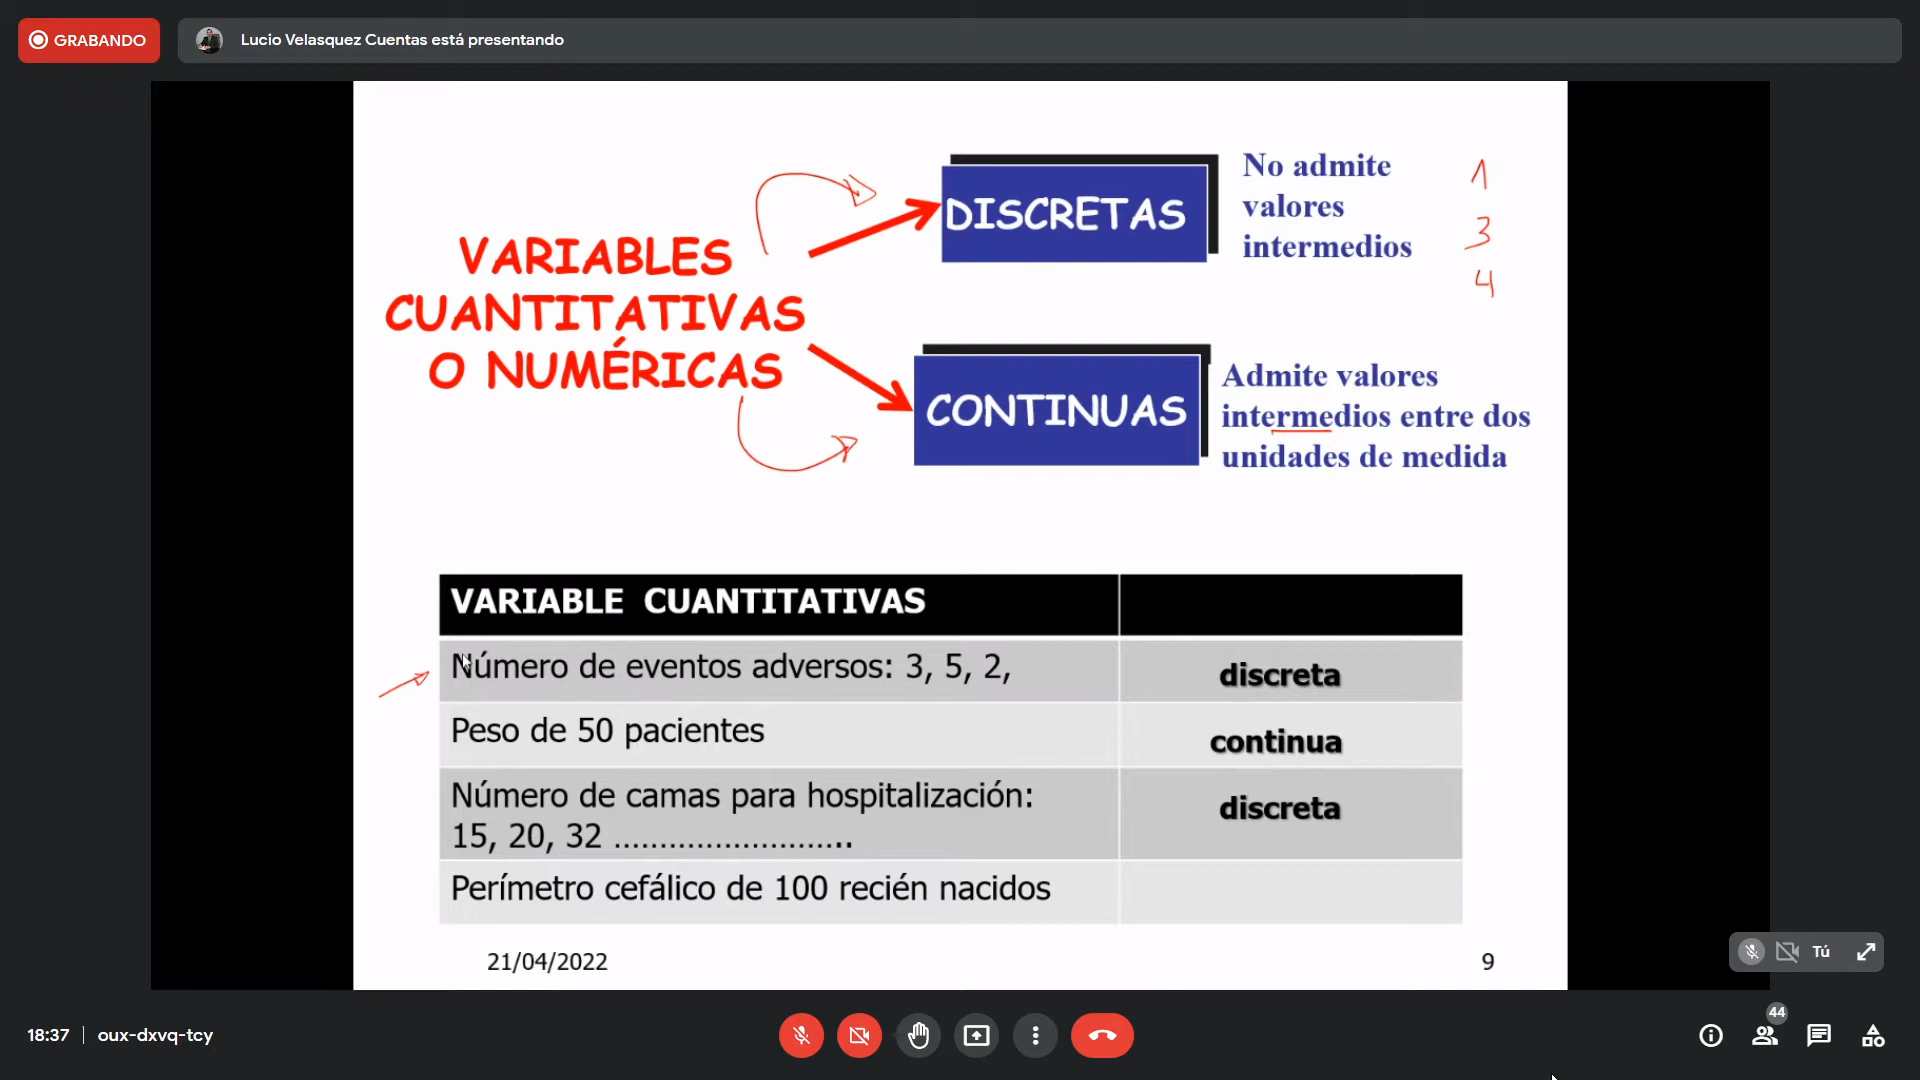 GRABANDO
Lucio Velasquez Cuentas está presentando
VARIABLES
CUANTITATIVAS
O NUMÉRICAS
DISCRETAS
No admite
valores
intermedios
1
3
4
CONTINUAS
Admite valores
intermedios entre dos
unidades de medida
VARIABLE CUANTITATIVAS
Número de eventos adversos: 3, 5, 2,
discreta
Peso de 50 pacientes
continua
Número de camas para hospitalización:
15, 20, 32 ……………………..
discreta
Perímetro cefálico de 100 recién nacidos
21/04/2022
9
Tú
18:37 | oux-dxvq-tcy
44